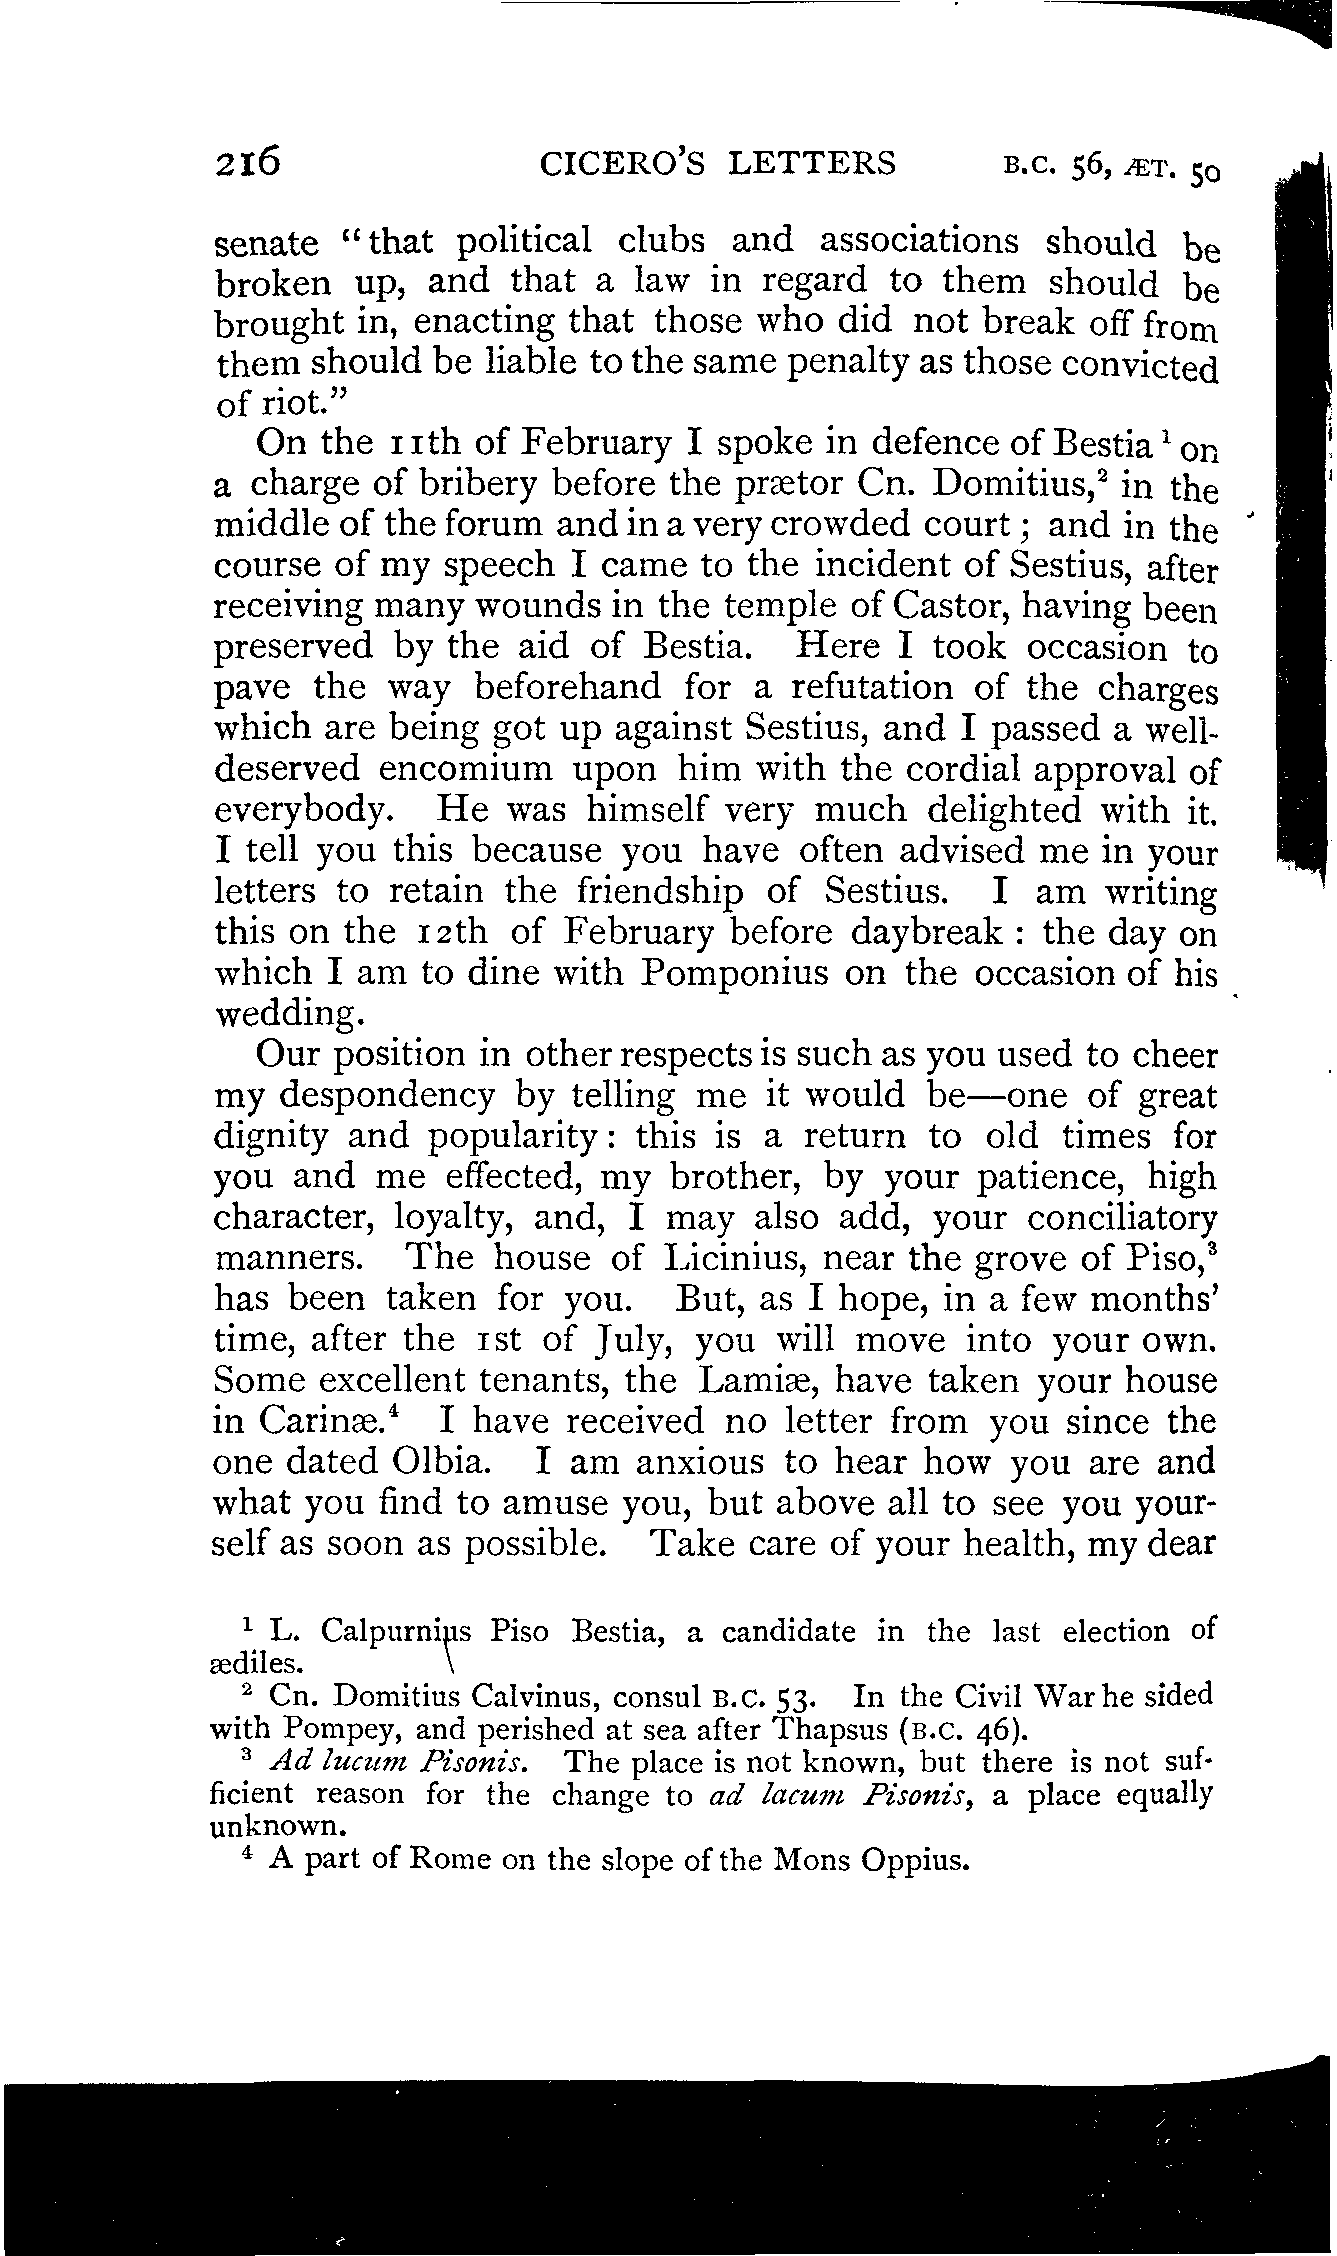 216 CICERO'S LETTERS B.C. 56, ÆT. 50
senate “that political clubs and associations should be
broken up, and that a law in regard to them should be
brought in, enacting that those who did not break off from
them should be liable to the same penalty as those convicted
of riot.”
On the 11th of February I spoke in defence of Bestia¹ on
a charge of bribery before the prætor Cn. Domitius,² in the
middle of the forum and in a very crowded court; and in the
course of my speech I came to the incident of Sestius, after
receiving many wounds in the temple of Castor, having been
preserved by the aid of Bestia. Here I took occasion to
pave the way beforehand for a refutation of the charges
which are being got up against Sestius, and I passed a well-
deserved encomium upon him with the cordial approval of
everybody. He was himself very much delighted with it.
I tell you this because you have often advised me in your
letters to retain the friendship of Sestius. I am writing
this on the 12th of February before daybreak : the day on
which I am to dine with Pomponius on the occasion of his
wedding.
Our position in other respects is such as you used to cheer
my despondency by telling me it would be—one of great
dignity and popularity: this is a return to old times for
you and me effected, my brother, by your patience, high
character, loyalty, and, I may also add, your conciliatory
manners. The house of Licinius, near the grove of Piso,³
has been taken for you. But, as I hope, in a few months'
time, after the 1st of July, you will move into your own.
Some excellent tenants, the Lamiæ, have taken your house
in Carinæ.⁴ I have received no letter from you since the
one dated Olbia. I am anxious to hear how you are and
what you find to amuse you, but above all to see you your-
self as soon as possible. Take care of your health, my dear
¹ L. Calpurnius Piso Bestia, a candidate in the last election of
ædiles.
² Cn. Domitius Calvinus, consul B.C. 53. In the Civil War he sided
with Pompey, and perished at sea after Thapsus (B.C. 46).
³ Ad lucum Pisonis. The place is not known, but there is not suf-
ficient reason for the change to ad lacum Pisonis, a place equally
unknown.
⁴ A part of Rome on the slope of the Mons Oppius.